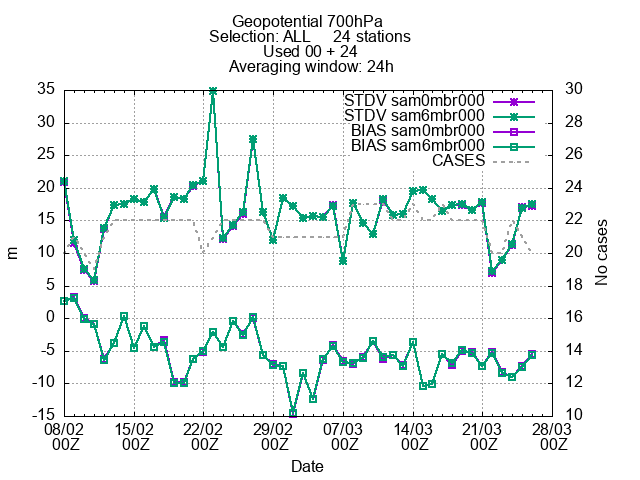 Geopotential 700hPa
Selection: ALL 24 stations
Used 00 + 24
Averaging window: 24h
STDV sam0mbr000
STDV sam6mbr000
BIAS sam0mbr000
BIAS sam6mbr000
CASES
35
30
25
20
15
10
5
0
-5
-10
-15
m
30
28
26
24
22
20
18
16
14
12
10
No cases
08/02 15/02 22/02 29/02 07/03 14/03 21/03 28/03
00Z 00Z 00Z 00Z 00Z 00Z 00Z 00Z
Date